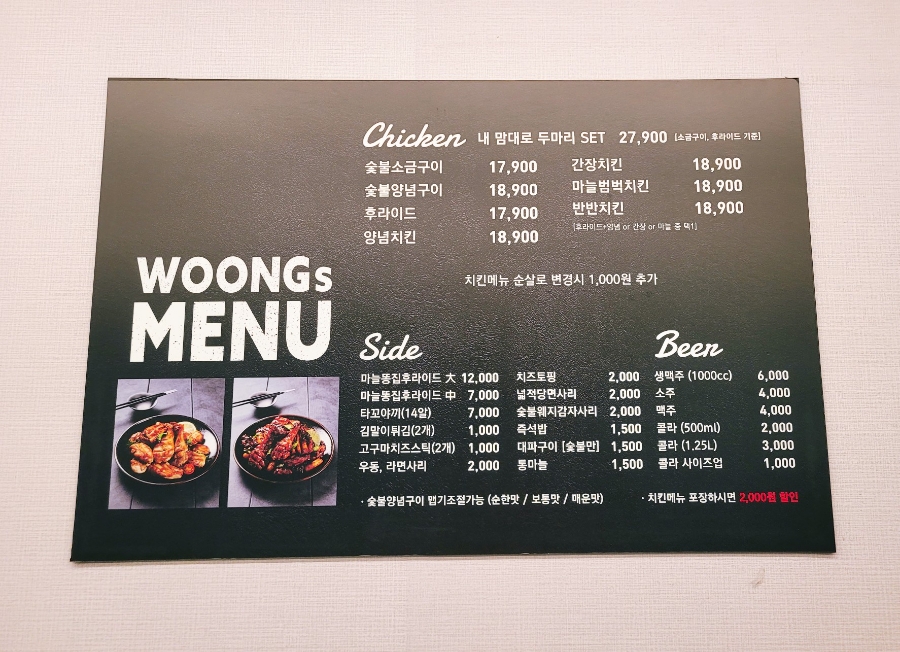 WOONGs
MENU
Chicken 내 맘대로 두마리 SET 27,900 [소금구이, 후라이드 기준]
숯불소금구이 17,900
숯불양념구이 18,900
후라이드 17,900
양념치킨 18,900
간장치킨 18,900
마늘범벅치킨 18,900
반반치킨 18,900
[후라이드+양념 or 간장 or 마늘 중 택1]
치킨메뉴 순살로 변경시 1,000원 추가
Side
마늘똥집후라이드 大 12,000
마늘똥집후라이드 中 7,000
타꼬야끼(14알) 7,000
김말이튀김(2개) 1,000
고구마치즈스틱(2개) 1,000
우동, 라면사리 2,000
치즈토핑 2,000
넓적당면사리 2,000
숯불웨지감자사리 2,000
즉석밥 1,500
대파구이 [숯불만] 1,500
통마늘 1,500
· 숯불양념구이 맵기조절가능 (순한맛 / 보통맛 / 매운맛)
Beer
생맥주 (1000cc) 6,000
소주 4,000
맥주 4,000
콜라 (500ml) 2,000
콜라 (1.25L) 3,000
콜라 사이즈업 1,000
· 치킨메뉴 포장하시면 2,000원 할인